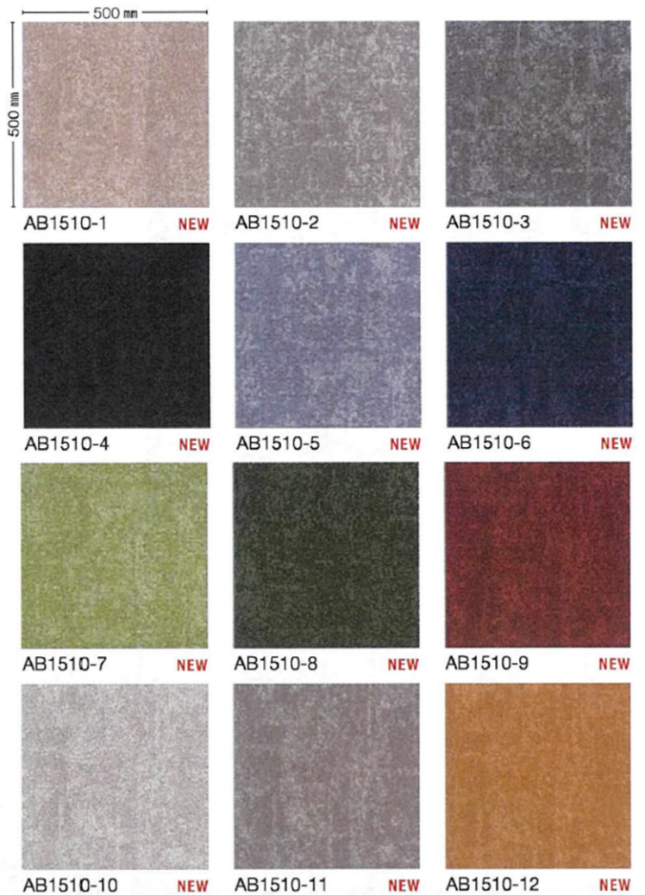 500 mm
500 mm
AB1510-1 NEW
AB1510-2 NEW
AB1510-3 NEW
AB1510-4 NEW
AB1510-5 NEW
AB1510-6 NEW
AB1510-7 NEW
AB1510-8 NEW
AB1510-9 NEW
AB1510-10 NEW
AB1510-11 NEW
AB1510-12 NEW